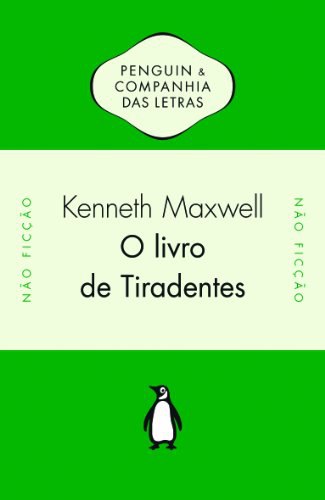 PENGUIN &
COMPANHIA
DAS LETRAS
NÃO FICÇÃO
Kenneth Maxwell
O livro
de Tiradentes
NÃO FICÇÃO